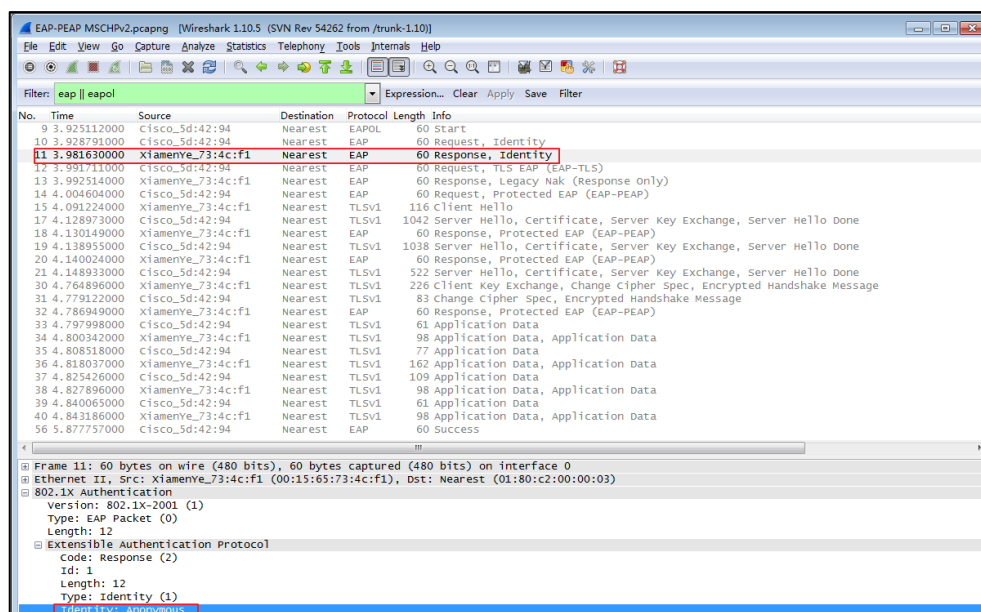 EAP-PEAP MSCHPv2.pcapng [Wireshark 1.10.5 (SVN Rev 54262 from /trunk-1.10)]
File Edit View Go Capture Analyze Statistics Telephony Tools Internals Help
Filter: eap || eapol Expression... Clear Apply Save Filter
No. Time Source Destination Protocol Length Info
9 3.925112000 Cisco_5d:42:94 Nearest EAPOL 60 Start
10 3.928791000 Cisco_5d:42:94 Nearest EAP 60 Request, Identity
11 3.981630000 XiamenYe_73:4c:f1 Nearest EAP 60 Response, Identity
12 3.991711000 Cisco_5d:42:94 Nearest EAP 60 Request, TLS EAP (EAP-TLS)
13 3.992514000 XiamenYe_73:4c:f1 Nearest EAP 60 Response, Legacy Nak (Response Only)
14 4.004604000 Cisco_5d:42:94 Nearest EAP 60 Request, Protected EAP (EAP-PEAP)
15 4.091224000 XiamenYe_73:4c:f1 Nearest TLSv1 116 Client Hello
17 4.128973000 Cisco_5d:42:94 Nearest TLSv1 1042 Server Hello, Certificate, Server Key Exchange, Server Hello Done
18 4.130149000 XiamenYe_73:4c:f1 Nearest EAP 60 Response, Protected EAP (EAP-PEAP)
19 4.138955000 Cisco_5d:42:94 Nearest TLSv1 1038 Server Hello, Certificate, Server Key Exchange, Server Hello Done
20 4.140024000 XiamenYe_73:4c:f1 Nearest EAP 60 Response, Protected EAP (EAP-PEAP)
21 4.148933000 Cisco_5d:42:94 Nearest TLSv1 522 Server Hello, Certificate, Server Key Exchange, Server Hello Done
30 4.764896000 XiamenYe_73:4c:f1 Nearest TLSv1 226 Client Key Exchange, Change Cipher Spec, Encrypted Handshake Message
31 4.779122000 Cisco_5d:42:94 Nearest TLSv1 83 Change Cipher Spec, Encrypted Handshake Message
32 4.786949000 XiamenYe_73:4c:f1 Nearest EAP 60 Response, Protected EAP (EAP-PEAP)
33 4.797998000 Cisco_5d:42:94 Nearest TLSv1 61 Application Data
34 4.800342000 XiamenYe_73:4c:f1 Nearest TLSv1 98 Application Data, Application Data
35 4.808518000 Cisco_5d:42:94 Nearest TLSv1 77 Application Data
36 4.818037000 XiamenYe_73:4c:f1 Nearest TLSv1 162 Application Data, Application Data
37 4.825426000 Cisco_5d:42:94 Nearest TLSv1 109 Application Data
38 4.827896000 XiamenYe_73:4c:f1 Nearest TLSv1 98 Application Data, Application Data
39 4.840065000 Cisco_5d:42:94 Nearest TLSv1 61 Application Data
40 4.843186000 XiamenYe_73:4c:f1 Nearest TLSv1 98 Application Data, Application Data
56 5.877757000 Cisco_5d:42:94 Nearest EAP 60 Success
Frame 11: 60 bytes on wire (480 bits), 60 bytes captured (480 bits) on interface 0
Ethernet II, Src: XiamenYe_73:4c:f1 (00:15:65:73:4c:f1), Dst: Nearest (01:80:c2:00:00:03)
802.1X Authentication
Version: 802.1X-2001 (1)
Type: EAP Packet (0)
Length: 12
Extensible Authentication Protocol
Code: Response (2)
Id: 1
Length: 12
Type: Identity (1)
Identity: Anonymous